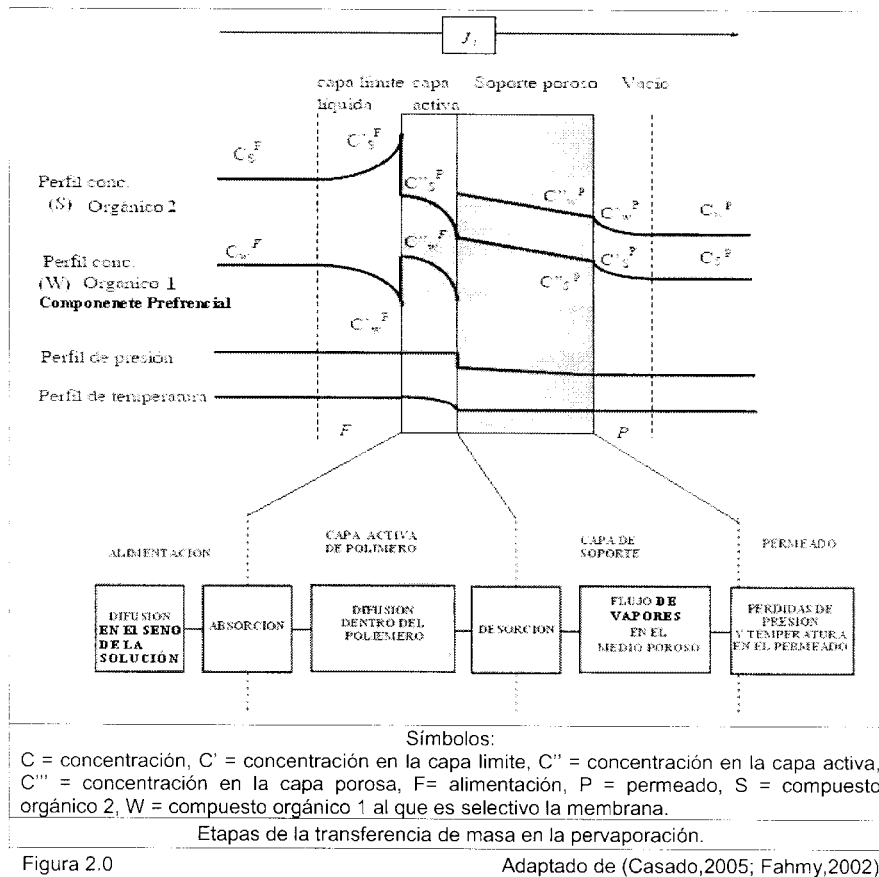 J_i
capa límite capa Soporte poroso Vacío
líquida activa
C_S^F
C'_S^F
C''_S^P
C'''_w^P
C'_w^P
C_w^P
Perfil conc.
(S) Orgánico 2
C_w^F
C''_w^F
C'''_S^P
C'_S^P
C_S^P
Perfil conc.
(W) Orgánico 1
Componenete Prefrencial
C'_w^F
Perfil de presión
Perfil de temperatura
F
P
ALIMENTACION
CAPA ACTIVA
DE POLIMERO
CAPA DE
SOPORTE
PERMEADO
DIFUSION
EN El SENO
DE LA
SOLUCIÓN
ABSORCION
DIFUSION
DENTRO DEL
POLIEMERO
DESORCION
FLUJO DE
VAPORES
EN EL
MEDIO POROSO
PERDIDAS DE
PRESION
Y TEMPERATURA
EN EL PERMEADO
Símbolos:
C = concentración, C' = concentración en la capa limite, C'' = concentración en la capa activa,
C''' = concentración en la capa porosa, F= alimentación, P = permeado, S = compuesto
orgánico 2, W = compuesto orgánico 1 al que es selectivo la membrana.
Etapas de la transferencia de masa en la pervaporación.
Figura 2.0 Adaptado de (Casado,2005; Fahmy,2002)